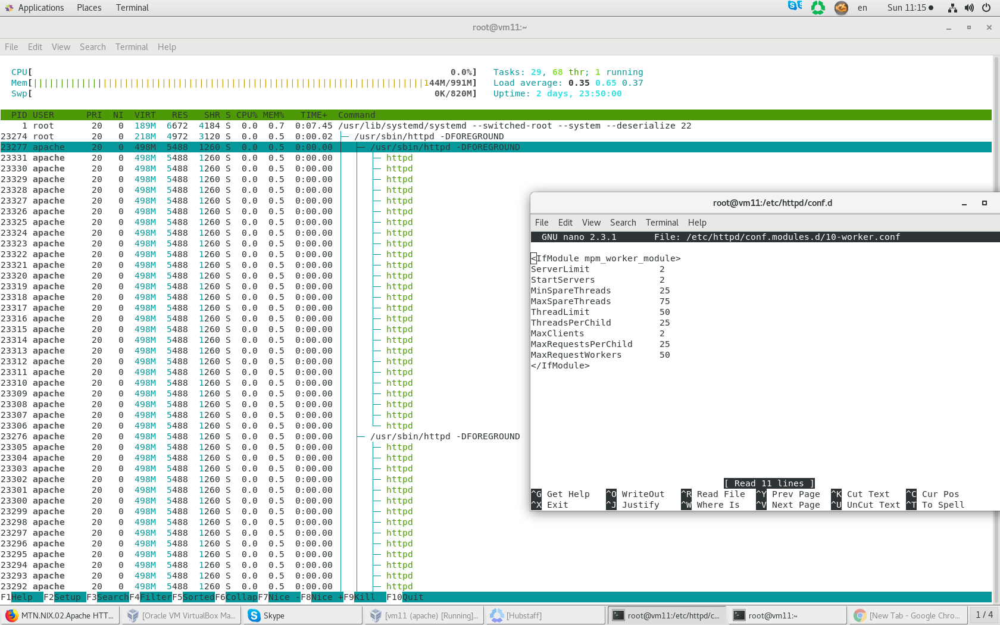 Applications Places Terminal en Sun 11:15
root@vm11:~
File Edit View Search Terminal Help
CPU[ 0.0%] Tasks: 29, 68 thr; 1 running
Mem[|||||||||||||||||||||||||||||||||||||||||||||||||||||||||||||||||||||||||144M/991M] Load average: 0.35 0.65 0.37
Swp[ 0K/820M] Uptime: 2 days, 23:50:00
PID USER PRI NI VIRT RES SHR S CPU% MEM% TIME+ Command
1 root 20 0 189M 6672 4184 S 0.0 0.7 0:07.45 /usr/lib/systemd/systemd --switched-root --system --deserialize 22
23274 root 20 0 218M 4972 3120 S 0.0 0.5 0:00.02 /usr/sbin/httpd -DFOREGROUND
23277 apache 20 0 498M 5488 1260 S 0.0 0.5 0:00.00 /usr/sbin/httpd -DFOREGROUND
23331 apache 20 0 498M 5488 1260 S 0.0 0.5 0:00.00 httpd
23330 apache 20 0 498M 5488 1260 S 0.0 0.5 0:00.00 httpd
23329 apache 20 0 498M 5488 1260 S 0.0 0.5 0:00.00 httpd
23328 apache 20 0 498M 5488 1260 S 0.0 0.5 0:00.00 httpd
23327 apache 20 0 498M 5488 1260 S 0.0 0.5 0:00.00 httpd
23326 apache 20 0 498M 5488 1260 S 0.0 0.5 0:00.00 httpd
23325 apache 20 0 498M 5488 1260 S 0.0 0.5 0:00.00 httpd
23324 apache 20 0 498M 5488 1260 S 0.0 0.5 0:00.00 httpd
23323 apache 20 0 498M 5488 1260 S 0.0 0.5 0:00.00 httpd
23322 apache 20 0 498M 5488 1260 S 0.0 0.5 0:00.00 httpd
23321 apache 20 0 498M 5488 1260 S 0.0 0.5 0:00.00 httpd
23320 apache 20 0 498M 5488 1260 S 0.0 0.5 0:00.00 httpd
23319 apache 20 0 498M 5488 1260 S 0.0 0.5 0:00.00 httpd
23318 apache 20 0 498M 5488 1260 S 0.0 0.5 0:00.00 httpd
23317 apache 20 0 498M 5488 1260 S 0.0 0.5 0:00.00 httpd
23316 apache 20 0 498M 5488 1260 S 0.0 0.5 0:00.00 httpd
23315 apache 20 0 498M 5488 1260 S 0.0 0.5 0:00.00 httpd
23314 apache 20 0 498M 5488 1260 S 0.0 0.5 0:00.00 httpd
23313 apache 20 0 498M 5488 1260 S 0.0 0.5 0:00.00 httpd
23312 apache 20 0 498M 5488 1260 S 0.0 0.5 0:00.00 httpd
23311 apache 20 0 498M 5488 1260 S 0.0 0.5 0:00.00 httpd
23310 apache 20 0 498M 5488 1260 S 0.0 0.5 0:00.00 httpd
23309 apache 20 0 498M 5488 1260 S 0.0 0.5 0:00.00 httpd
23308 apache 20 0 498M 5488 1260 S 0.0 0.5 0:00.00 httpd
23307 apache 20 0 498M 5488 1260 S 0.0 0.5 0:00.00 httpd
23306 apache 20 0 498M 5488 1260 S 0.0 0.5 0:00.00 httpd
23276 apache 20 0 498M 5488 1260 S 0.0 0.5 0:00.00 /usr/sbin/httpd -DFOREGROUND
23305 apache 20 0 498M 5488 1260 S 0.0 0.5 0:00.00 httpd
23304 apache 20 0 498M 5488 1260 S 0.0 0.5 0:00.00 httpd
23303 apache 20 0 498M 5488 1260 S 0.0 0.5 0:00.00 httpd
23302 apache 20 0 498M 5488 1260 S 0.0 0.5 0:00.00 httpd
23301 apache 20 0 498M 5488 1260 S 0.0 0.5 0:00.00 httpd
23300 apache 20 0 498M 5488 1260 S 0.0 0.5 0:00.00 httpd
23299 apache 20 0 498M 5488 1260 S 0.0 0.5 0:00.00 httpd
23298 apache 20 0 498M 5488 1260 S 0.0 0.5 0:00.00 httpd
23297 apache 20 0 498M 5488 1260 S 0.0 0.5 0:00.00 httpd
23296 apache 20 0 498M 5488 1260 S 0.0 0.5 0:00.00 httpd
23295 apache 20 0 498M 5488 1260 S 0.0 0.5 0:00.00 httpd
23294 apache 20 0 498M 5488 1260 S 0.0 0.5 0:00.00 httpd
23293 apache 20 0 498M 5488 1260 S 0.0 0.5 0:00.00 httpd
23292 apache 20 0 498M 5488 1260 S 0.0 0.5 0:00.00 httpd
F1Help F2Setup F3SearchF4FilterF5SortedF6CollapF7Nice -F8Nice +F9Kill F10Quit
root@vm11:/etc/httpd/conf.d
File Edit View Search Terminal Help
GNU nano 2.3.1 File: /etc/httpd/conf.modules.d/10-worker.conf
<IfModule mpm_worker_module>
ServerLimit 2
StartServers 2
MinSpareThreads 25
MaxSpareThreads 75
ThreadLimit 50
ThreadsPerChild 25
MaxClients 2
MaxRequestsPerChild 25
MaxRequestWorkers 50
</IfModule>
[ Read 11 lines ]
^G Get Help ^O WriteOut ^R Read File ^Y Prev Page ^K Cut Text ^C Cur Pos
^X Exit ^J Justify ^W Where Is ^V Next Page ^U UnCut Text ^T To Spell
MTN.NIX.02.Apache HTT... [Oracle VM VirtualBox Ma... Skype [vm11 (apache) [Running]... [Hubstaff] root@vm11:/etc/httpd/c... root@vm11:~ [New Tab - Google Chro... 1 / 4